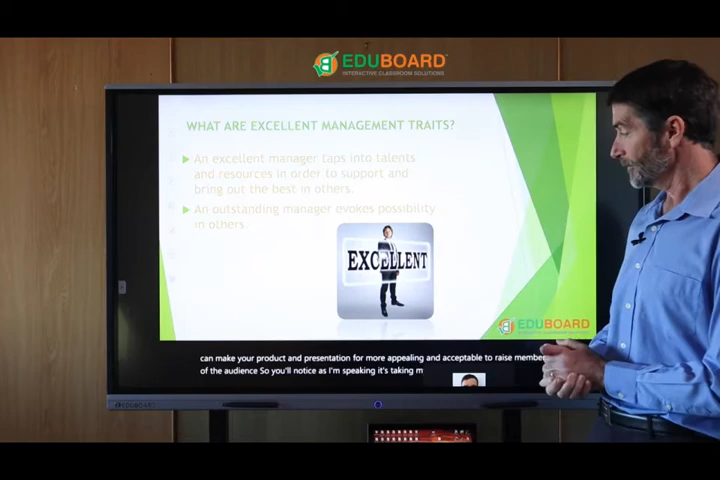 EDUBOARD
INTERACTIVE CLASSROOM SOLUTIONS
WHAT ARE EXCELLENT MANAGEMENT TRAITS?
An excellent manager taps into talents
and resources in order to support and
bring out the best in others.
An outstanding manager evokes possibility
in others
EXCELLENT
EDUBOARD
can make your product and presentation for more appealing and acceptable to raise
of the audience So you'll notice as I'm speaking it's taking m
EDUBOARD